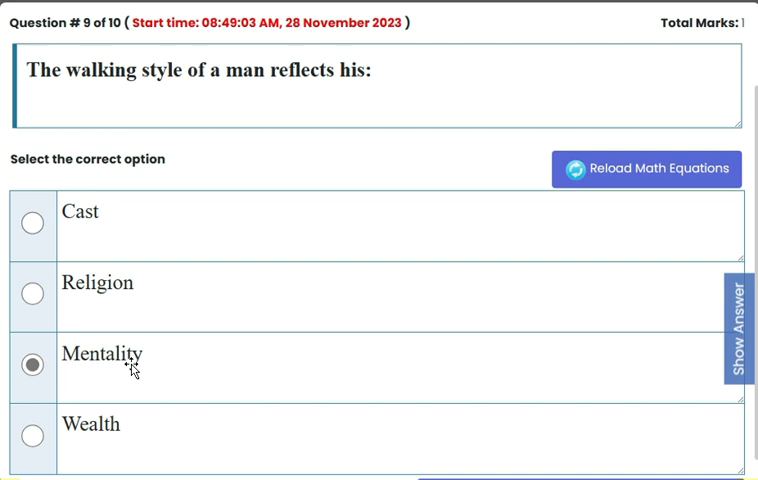 Question # 9 of 10 ( Start time: 08:49:03 AM, 28 November 2023 ) Total Marks: 1
The walking style of a man reflects his:
Select the correct option
Reload Math Equations
Cast
Religion
Show Answer
Mentality
Wealth